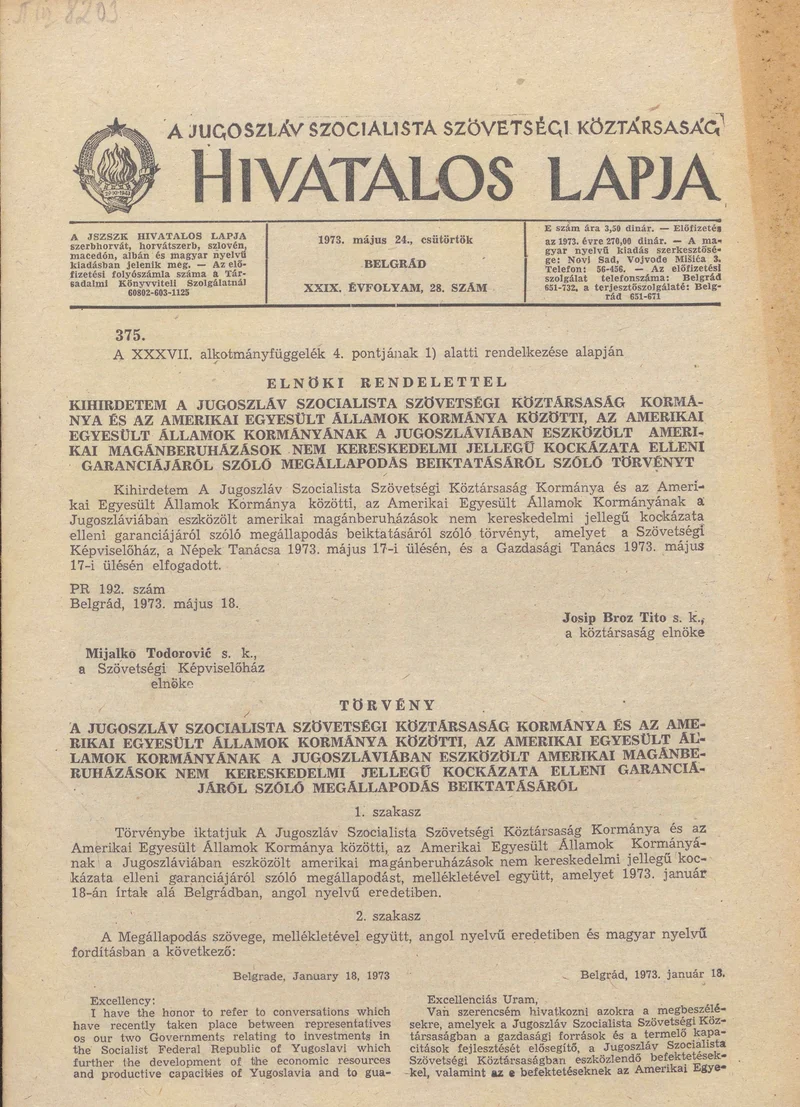 A JUGOSZLÁV SZOCIALISTA SZÖVETSÉGI KÖZTÁRSASÁG
HIVATALOS LAPJA
A JSZSZK HIVATALOS LAPJA
szerbhorvát, horvátszerb, szlovén,
macedón, albán és magyar nyelvű
kiadásban jelenik meg. — Az elő-
fizetési folyószámla száma a Tár-
sadalmi Könyvviteli Szolgálatnál
60802-603-1125
1973. május 24., csütörtök
BELGRÁD
XXIX. ÉVFOLYAM, 28. SZÁM
E szám ára 3,50 dinár. — Előfizetés
az 1973. évre 270,00 dinár. — A ma-
gyar nyelvű kiadás szerkesztősé-
ge: Novi Sad, Vojvode Mišića 3.
Telefon: 56-456. — Az előfizetési
szolgálat telefonszáma: Belgrád
651-732, a terjesztőszolgálaté: Belg-
rád 651-671
375.
A XXXVII. alkotmányfüggelék 4. pontjának 1) alatti rendelkezése alapján
ELNÖKI RENDELETTEL
KIHIRDETEM A JUGOSZLÁV SZOCIALISTA SZÖVETSÉGI KÖZTÁRSASÁG KORMÁ-
NYA ÉS AZ AMERIKAI EGYESÜLT ÁLLAMOK KORMÁNYA KÖZÖTTI, AZ AMERIKAI
EGYESÜLT ÁLLAMOK KORMÁNYÁNAK A JUGOSZLÁVIÁBAN ESZKÖZÖLT AMERI-
KAI MAGÁNBERUHÁZÁSOK NEM KERESKEDELMI JELLEGŰ KOCKÁZATA ELLENI
GARANCIÁJÁRÓL SZÓLÓ MEGÁLLAPODÁS BEIKTATÁSÁRÓL SZÓLÓ TÖRVÉNYT
Kihirdetem A Jugoszláv Szocialista Szövetségi Köztársaság Kormánya és az Ameri-
kai Egyesült Államok Kormánya közötti, az Amerikai Egyesült Államok Kormányának a
Jugoszláviában eszközölt amerikai magánberuházások nem kereskedelmi jellegű kockázata
elleni garanciájáról szóló megállapodás beiktatásáról szóló törvényt, amelyet a Szövetségi
Képviselőház, a Népek Tanácsa 1973. május 17-i ülésén, és a Gazdasági Tanács 1973. május
17-i ülésén elfogadott.
PR 192. szám
Belgrád, 1973. május 18.
Josip Broz Tito s. k.,
a köztársaság elnöke
Mijalko Todorović s. k.,
a Szövetségi Képviselőház
elnöke
TÖRVÉNY
A JUGOSZLÁV SZOCIALISTA SZÖVETSÉGI KÖZTÁRSASÁG KORMÁNYA ÉS AZ AME-
RIKAI EGYESÜLT ÁLLAMOK KORMÁNYA KÖZÖTTI, AZ AMERIKAI EGYESÜLT ÁL-
LAMOK KORMÁNYÁNAK A JUGOSZLÁVIÁBAN ESZKÖZÖLT AMERIKAI MAGÁNBE-
RUHÁZÁSOK NEM KERESKEDELMI JELLEGŰ KOCKÁZATA ELLENI GARANCIÁ-
JÁRÓL SZÓLÓ MEGÁLLAPODÁS BEIKTATÁSÁRÓL
1. szakasz
Törvénybe iktatjuk A Jugoszláv Szocialista Szövetségi Köztársaság Kormánya és az
Amerikai Egyesült Államok Kormánya közötti, az Amerikai Egyesült Államok Kormányá-
nak a Jugoszláviában eszközölt amerikai magánberuházások nem kereskedelmi jellegű koc-
kázata elleni garanciájáról szóló megállapodást, mellékletével együtt, amelyet 1973. január
18-án írtak alá Belgrádban, angol nyelvű eredetiben.
2. szakasz
A Megállapodás szövege, mellékletével együtt, angol nyelvű eredetiben és magyar nyelvű
fordításban a következő:
Belgrade, January 18, 1973
Excellency:
I have the honor to refer to conversations which
have recently taken place between representatives
os our two Governments relating to investments in
the Socialist Federal Republic of Yugoslavi which
further the development of the economic resources
and productive capacities of Yugoslavia and to gua-
Belgrád, 1973. január 18.
Excellenciás Uram,
Van szerencsém hivatkozni azokra a megbeszélé-
sekre, amelyek a Jugoszláv Szocialista Szövetségi Köz-
társaságban a gazdasági források és a termelő kapa-
citások fejlesztését elősegítő, a Jugoszláv Szocialista
Szövetségi Köztársaságban eszközlendő befektetések-
kel, valamint az e befektetéseknek az Amerikai Egye-